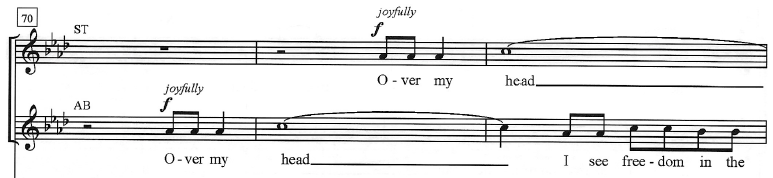 70
ST
joyfully
f
O - ver my head
AB
joyfully
f
O - ver my head I see free - dom in the